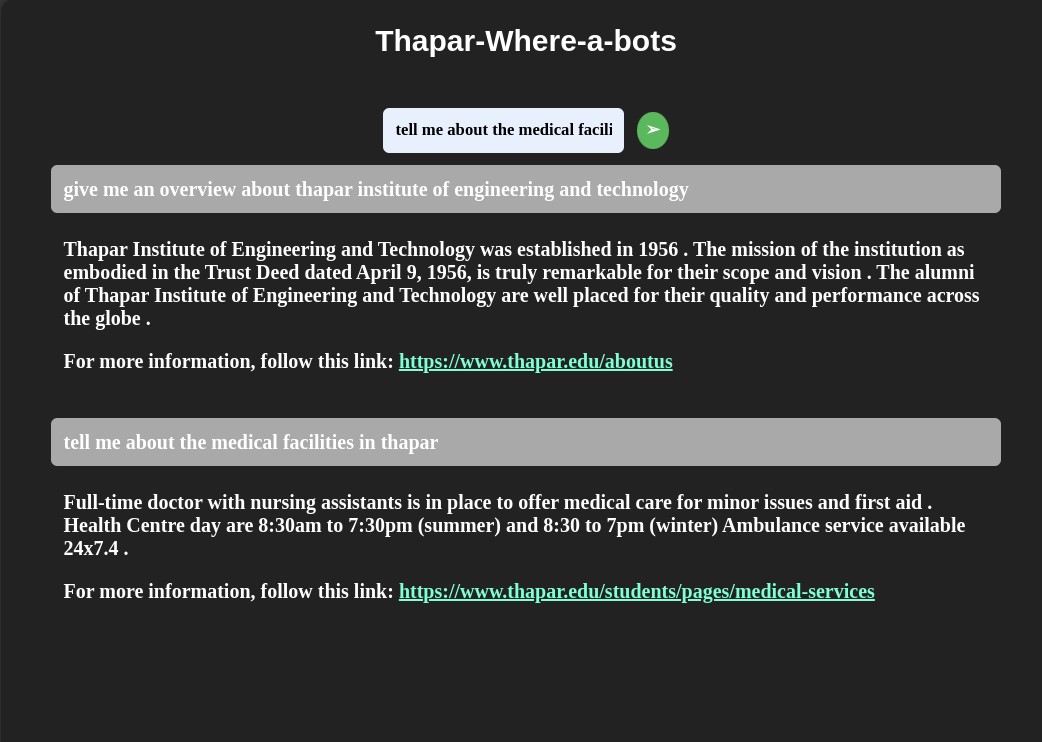 Thapar-Where-a-bots
tell me about the medical facili
➢
give me an overview about thapar institute of engineering and technology
Thapar Institute of Engineering and Technology was established in 1956 . The mission of the institution as
embodied in the Trust Deed dated April 9, 1956, is truly remarkable for their scope and vision . The alumni
of Thapar Institute of Engineering and Technology are well placed for their quality and performance across
the globe .
For more information, follow this link: https://www.thapar.edu/aboutus
tell me about the medical facilities in thapar
Full-time doctor with nursing assistants is in place to offer medical care for minor issues and first aid .
Health Centre day are 8:30am to 7:30pm (summer) and 8:30 to 7pm (winter) Ambulance service available
24x7.4 .
For more information, follow this link: https://www.thapar.edu/students/pages/medical-services